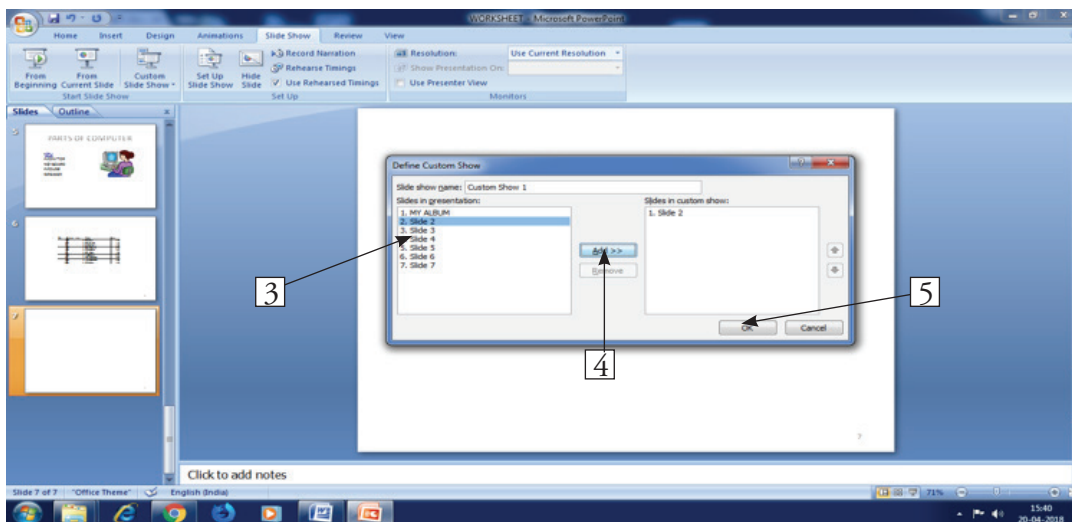 WORKSHEET - Microsoft PowerPoint
Home Insert Design Animations Slide Show Review View
From Beginning
From Current Slide
Custom Slide Show
Start Slide Show
Set Up Slide Show
Hide Slide
Record Narration
Rehearse Timings
Use Rehearsed Timings
Set Up
Resolution: Use Current Resolution
Show Presentation On:
Use Presenter View
Monitors
Slides Outline x
5
PARTS OF COMPUTER
6
7
Define Custom Show
Slide show name: Custom Show 1
Slides in presentation:
1. MY ALBUM
2. Slide 2
3. Slide 3
4. Slide 4
5. Slide 5
6. Slide 6
7. Slide 7
Add >>
Remove
Slides in custom show:
1. Slide 2
OK Cancel
3
4
5
7
Click to add notes
Slide 7 of 7 "Office Theme" English (India) 71%
15:40
20-04-2018